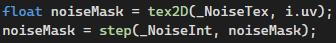 float noiseMask = tex2D(_NoiseTex, i.uv);
noiseMask = step(_NoiseInt, noiseMask);